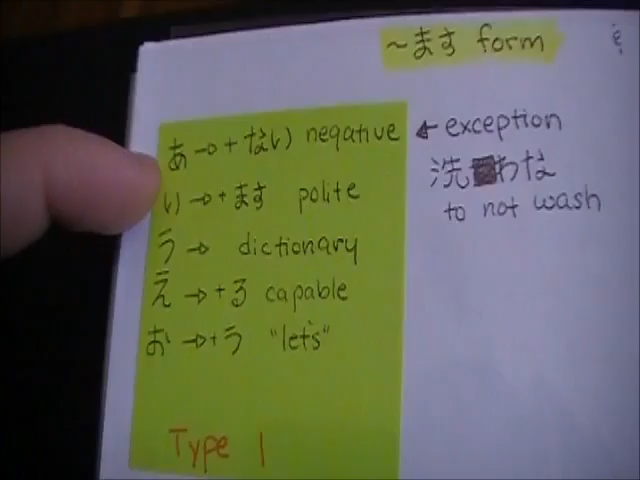 ~ます form
あ→+ない negative ← exception
洗わな
to not wash
い→+ます polite
う→ dictionary
え→+る capable
お→+う "let's"
Type 1